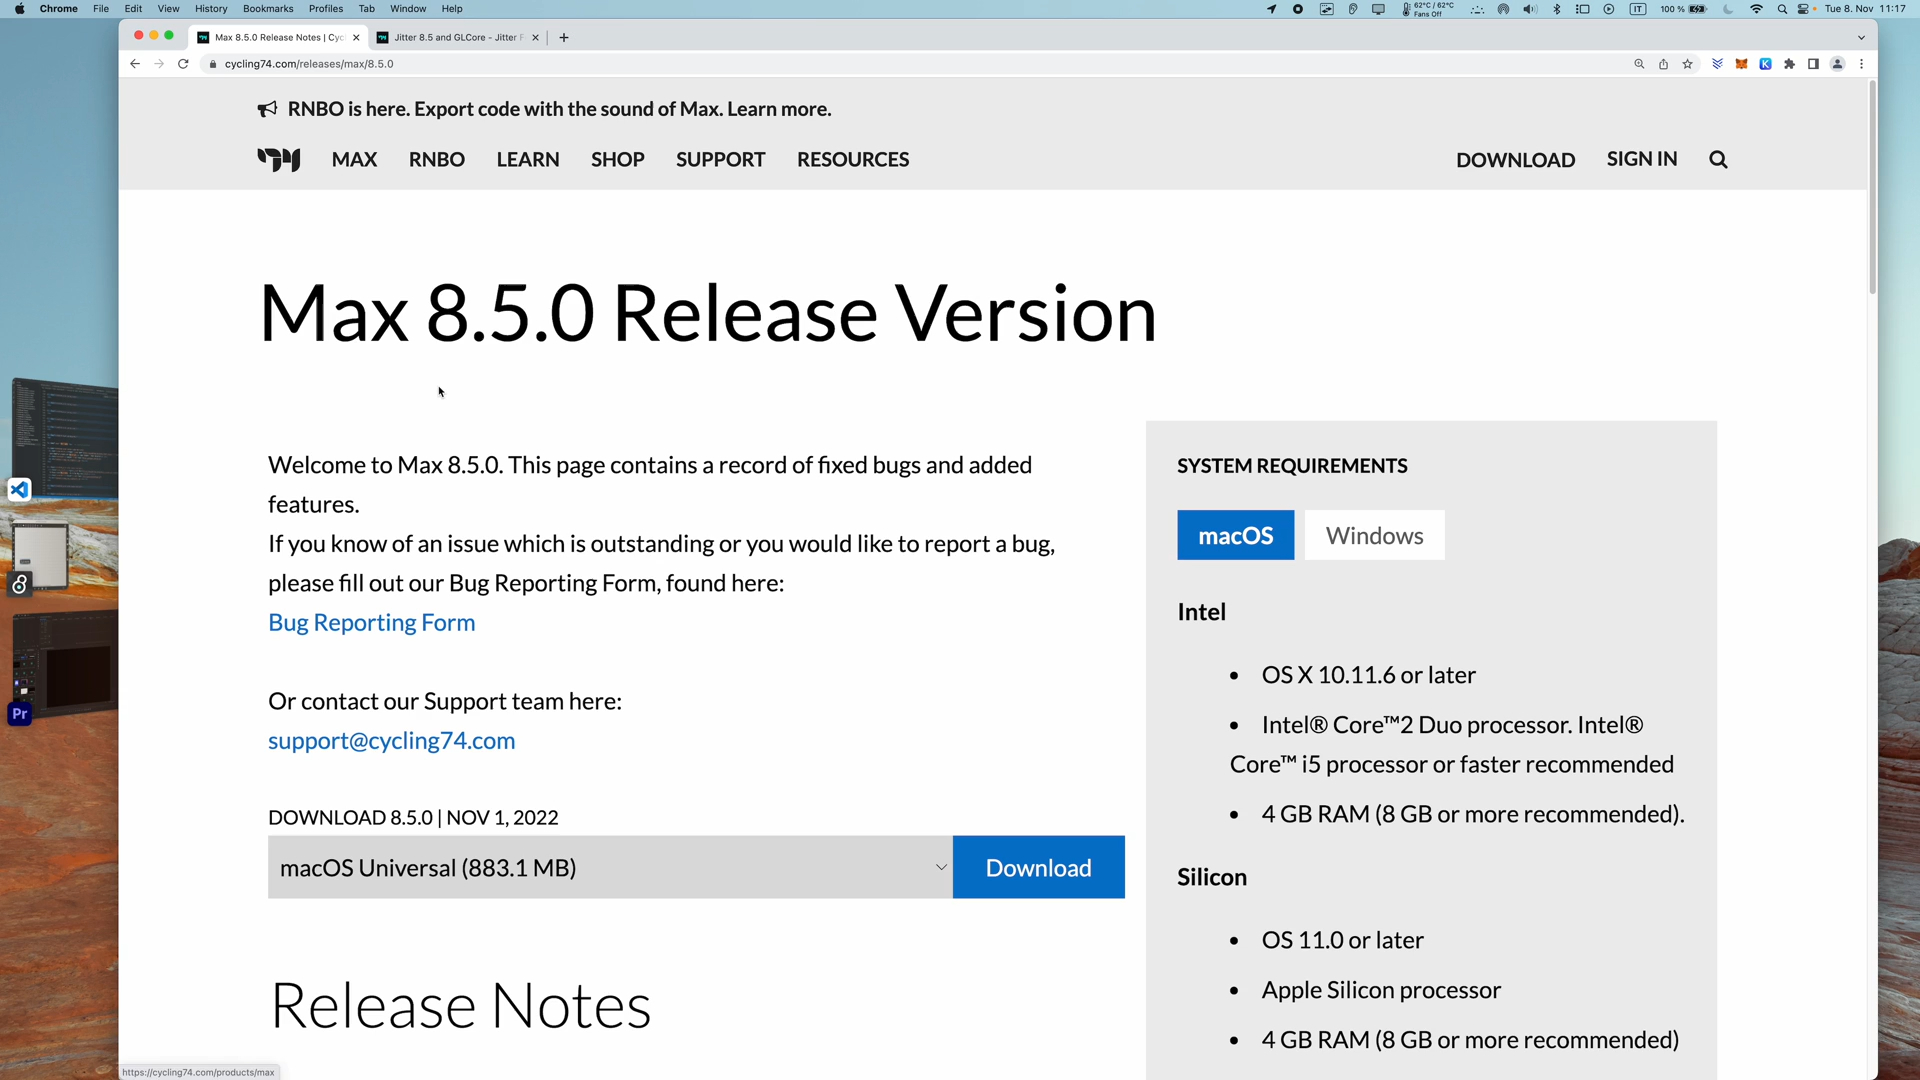 Chrome File Edit View History Bookmarks Profiles Tab Window Help
62°C / 62°C
Fans Off
IT
100 %
Tue 8. Nov 11:17
Max 8.5.0 Release Notes | Cyc
Jitter 8.5 and GLCore - Jitter F
cycling74.com/releases/max/8.5.0
RNBO is here. Export code with the sound of Max. Learn more.
MAX RNBO LEARN SHOP SUPPORT RESOURCES DOWNLOAD SIGN IN
Max 8.5.0 Release Version
Welcome to Max 8.5.0. This page contains a record of fixed bugs and added
features.
If you know of an issue which is outstanding or you would like to report a bug,
please fill out our Bug Reporting Form, found here:
Bug Reporting Form
Or contact our Support team here:
support@cycling74.com
DOWNLOAD 8.5.0 | NOV 1, 2022
macOS Universal (883.1 MB)
Download
Release Notes
SYSTEM REQUIREMENTS
macOS Windows
Intel
• OS X 10.11.6 or later
• Intel® Core™2 Duo processor. Intel®
Core™ i5 processor or faster recommended
• 4 GB RAM (8 GB or more recommended).
Silicon
• OS 11.0 or later
• Apple Silicon processor
• 4 GB RAM (8 GB or more recommended)
Pr
https://cycling74.com/products/max